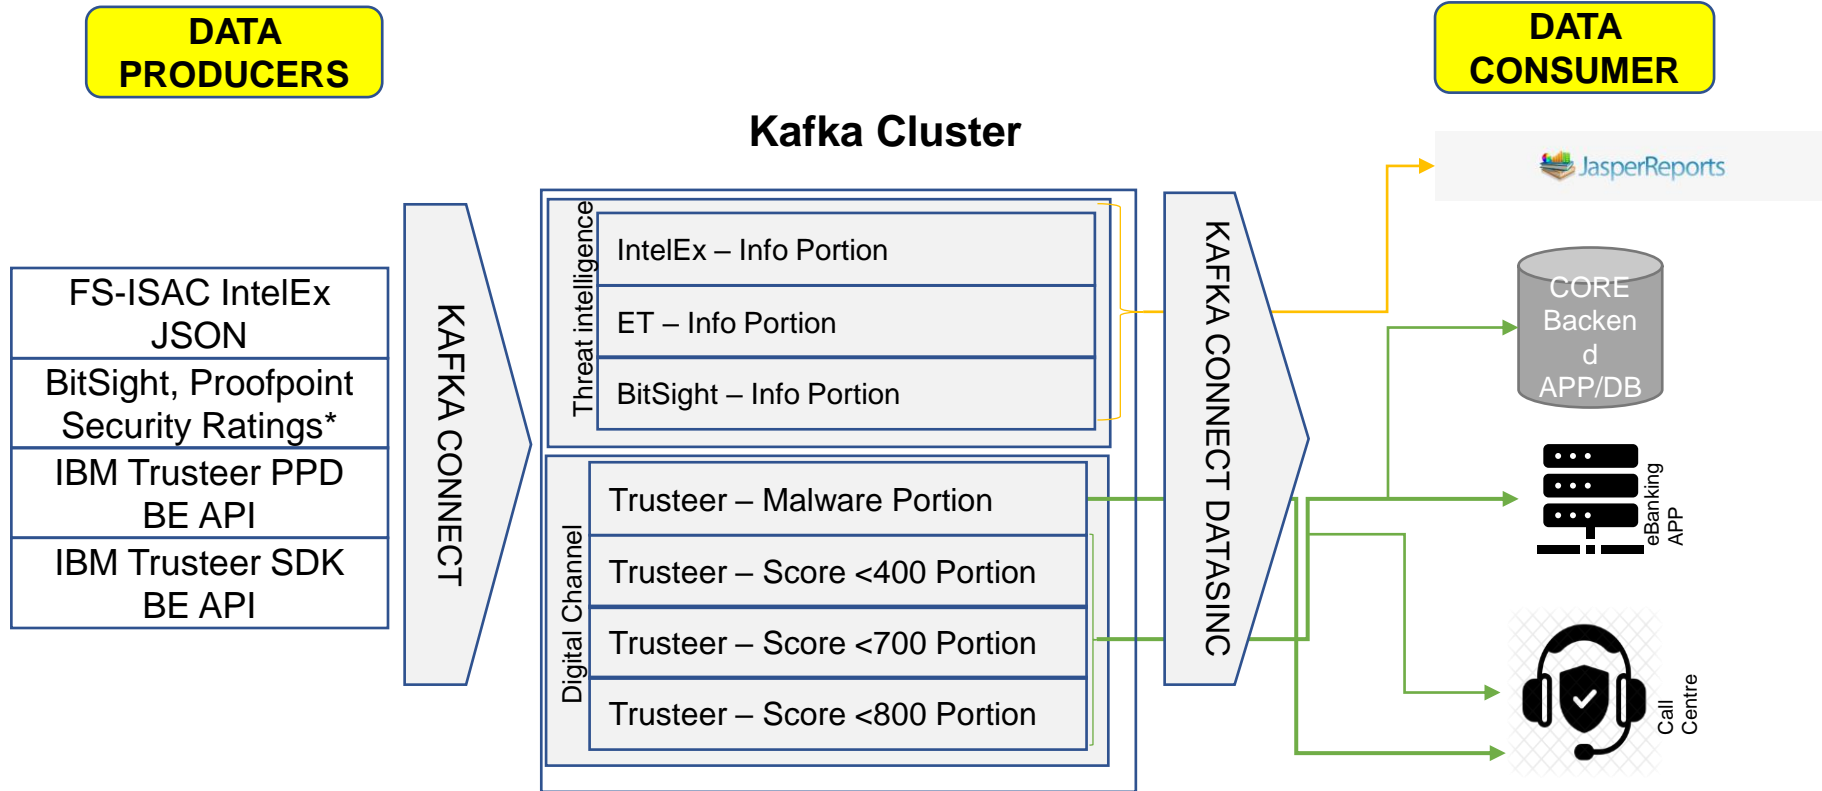 DATA
PRODUCERS
DATA
CONSUMER
Kafka Cluster
JasperReports
FS-ISAC IntelEx
JSON
BitSight, Proofpoint
Security Ratings*
IBM Trusteer PPD
BE API
IBM Trusteer SDK
BE API
KAFKA CONNECT
Threat intelligence
IntelEx – Info Portion
ET – Info Portion
BitSight – Info Portion
Digital Channel
Trusteer – Malware Portion
Trusteer – Score <400 Portion
Trusteer – Score <700 Portion
Trusteer – Score <800 Portion
KAFKA CONNECT DATASINC
CORE
Backen
d
APP/DB
eBanking
APP
Call
Centre